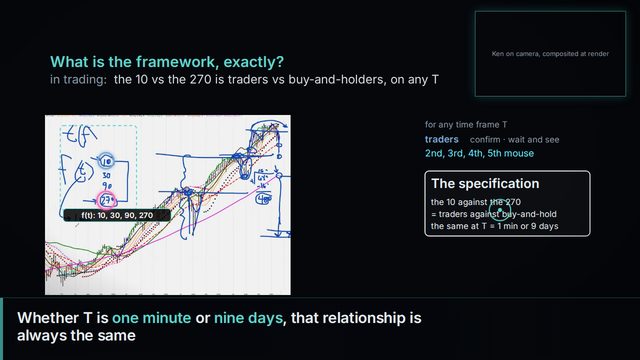 Ken on camera, composited at render
What is the framework, exactly?
in trading: the 10 vs the 270 is traders vs buy-and-holders, on any T
for any time frame T
traders confirm · wait and see
2nd, 3rd, 4th, 5th mouse
The specification
the 10 against the 270
= traders against buy-and-hold
the same at T = 1 min or 9 days
f(t)
10
30
90
270
f(t): 10, 30, 90, 270
Whether T is one minute or nine days, that relationship is
always the same